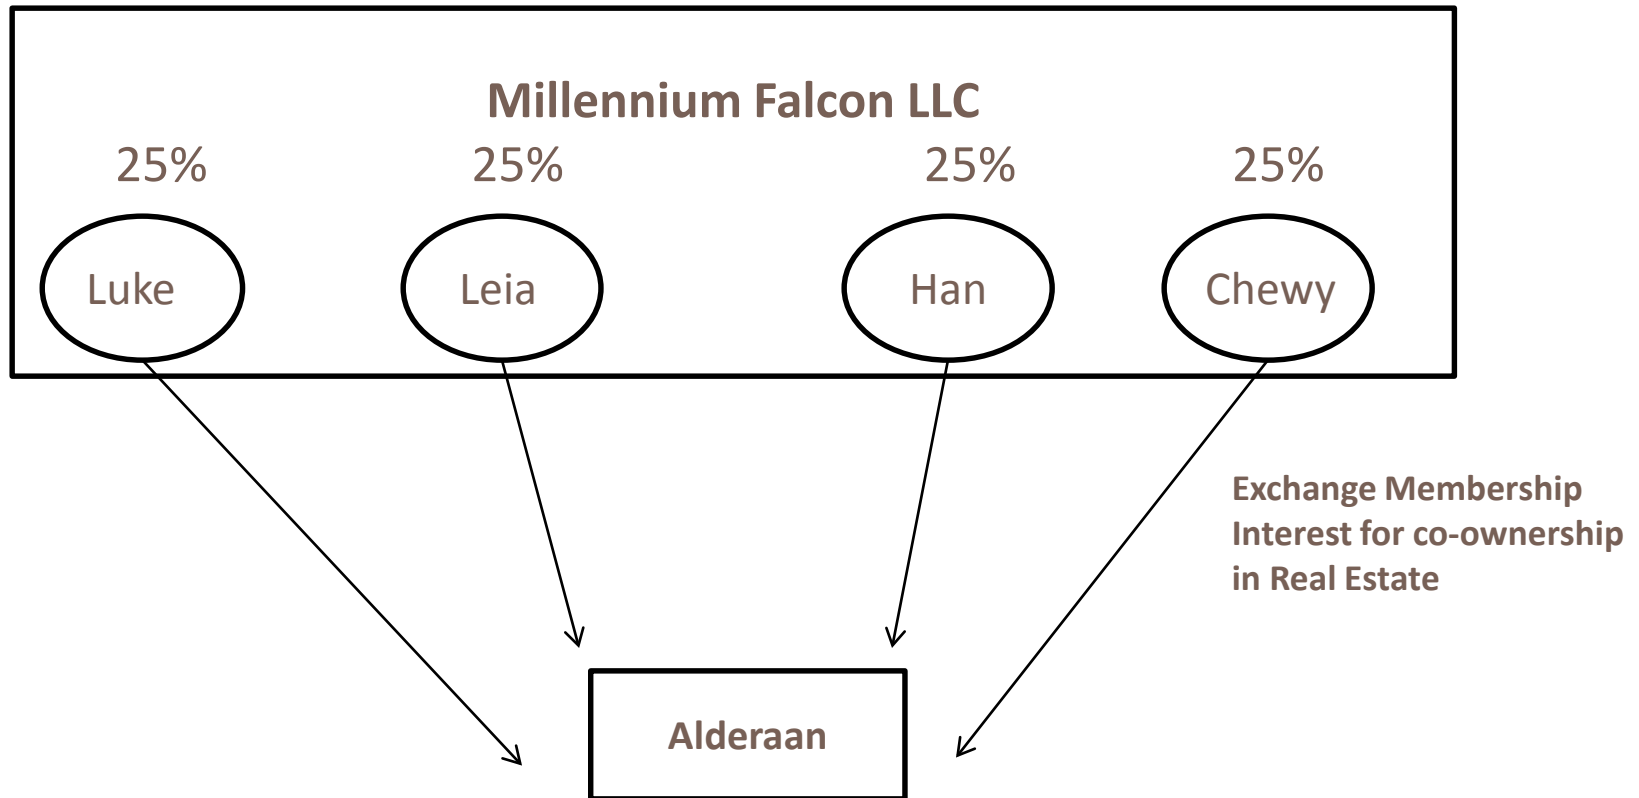 Millennium Falcon LLC
25% 25% 25% 25%
Luke Leia Han Chewy
Exchange Membership
Interest for co-ownership
in Real Estate
Alderaan